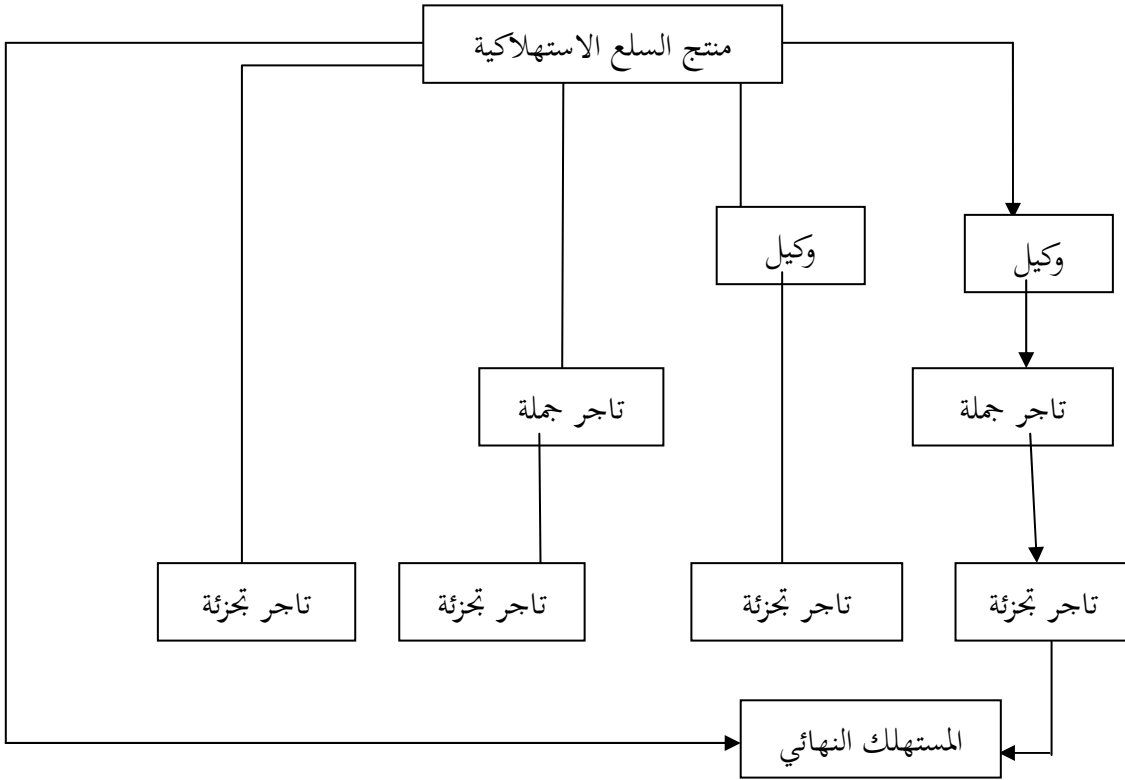 منتج السلع الاستهلاكية
وكيل
وكيل
تاجر جملة
تاجر جملة
تاجر تجزئة
تاجر تجزئة
تاجر تجزئة
تاجر تجزئة
المستهلك النهائي